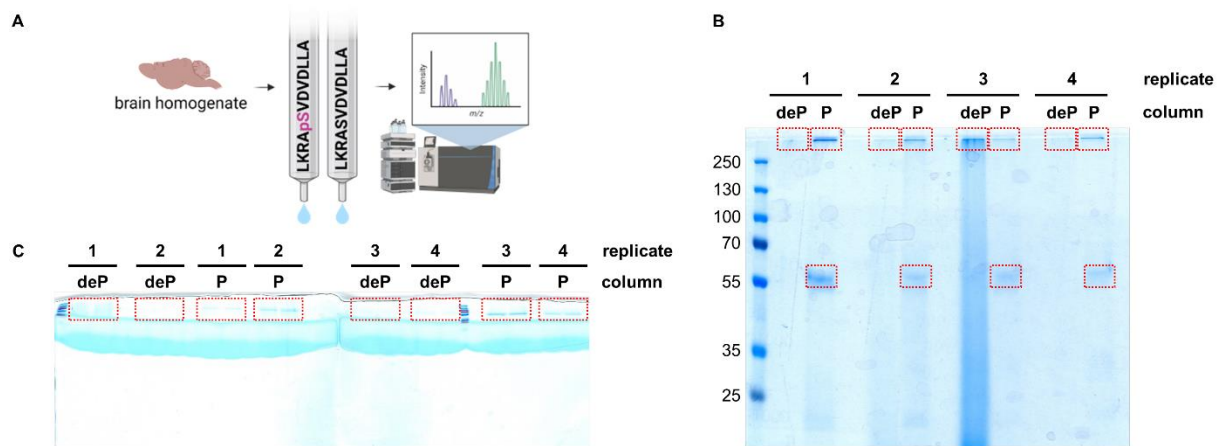 A
brain homogenate
LKRApSVDVDLLA
LKRASVDVDLLA
Intensity
m/z
B
1 2 3 4 replicate
deP P deP P deP P deP P column
250
130
100
70
55
35
25
C
1 2 1 2 3 4 3 4 replicate
deP deP P P deP deP P P column